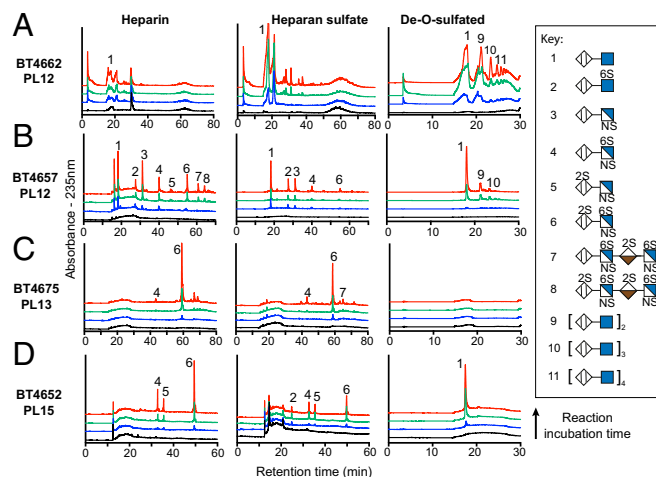 Heparin Heparan sulfate De-O-sulfated
A
BT4662
PL12
1
1
1 9 10 11
0 20 40 60 80
0 20 40 60 80
0 10 20 30
B
BT4657
PL12
1 2 3 4 5 6 7 8
1 2 3 4 6
1 9 10
0 20 40 60 80
0 20 40 60 80
0 10 20 30
C
BT4675
PL13
4 6
4 6 7
0 20 40 60 80
0 20 40 60 80
0 10 20 30
D
BT4652
PL15
4 5 6
2 4 5 6
1
0 10 20 30 40 50 60
0 10 20 30 40 50 60
0 10 20 30
Absorbance - 235nm
Retention time (min)
Key:
1
6S
2
3
NS
6S
4
NS
2S
5
NS
2S 6S
6
NS
2S 6S 2S 6S
7
NS NS
2S 6S 2S 6S
8
NS NS
9 [ ]2
10 [ ]3
11 [ ]4
Reaction
incubation time